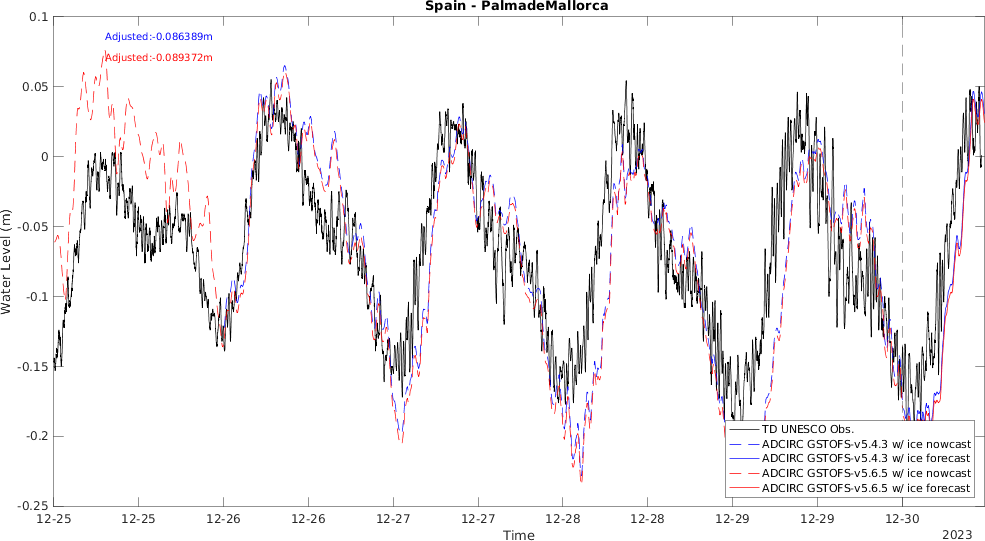 Spain - PalmadeMallorca
Adjusted:-0.086389m
Adjusted:-0.089372m
0.1
0.05
0
-0.05
-0.1
-0.15
-0.2
-0.25
Water Level (m)
TD UNESCO Obs.
ADCIRC GSTOFS-v5.4.3 w/ ice nowcast
ADCIRC GSTOFS-v5.4.3 w/ ice forecast
ADCIRC GSTOFS-v5.6.5 w/ ice nowcast
ADCIRC GSTOFS-v5.6.5 w/ ice forecast
12-25 12-25 12-26 12-26 12-27 12-27 12-28 12-28 12-29 12-29 12-30
Time
2023